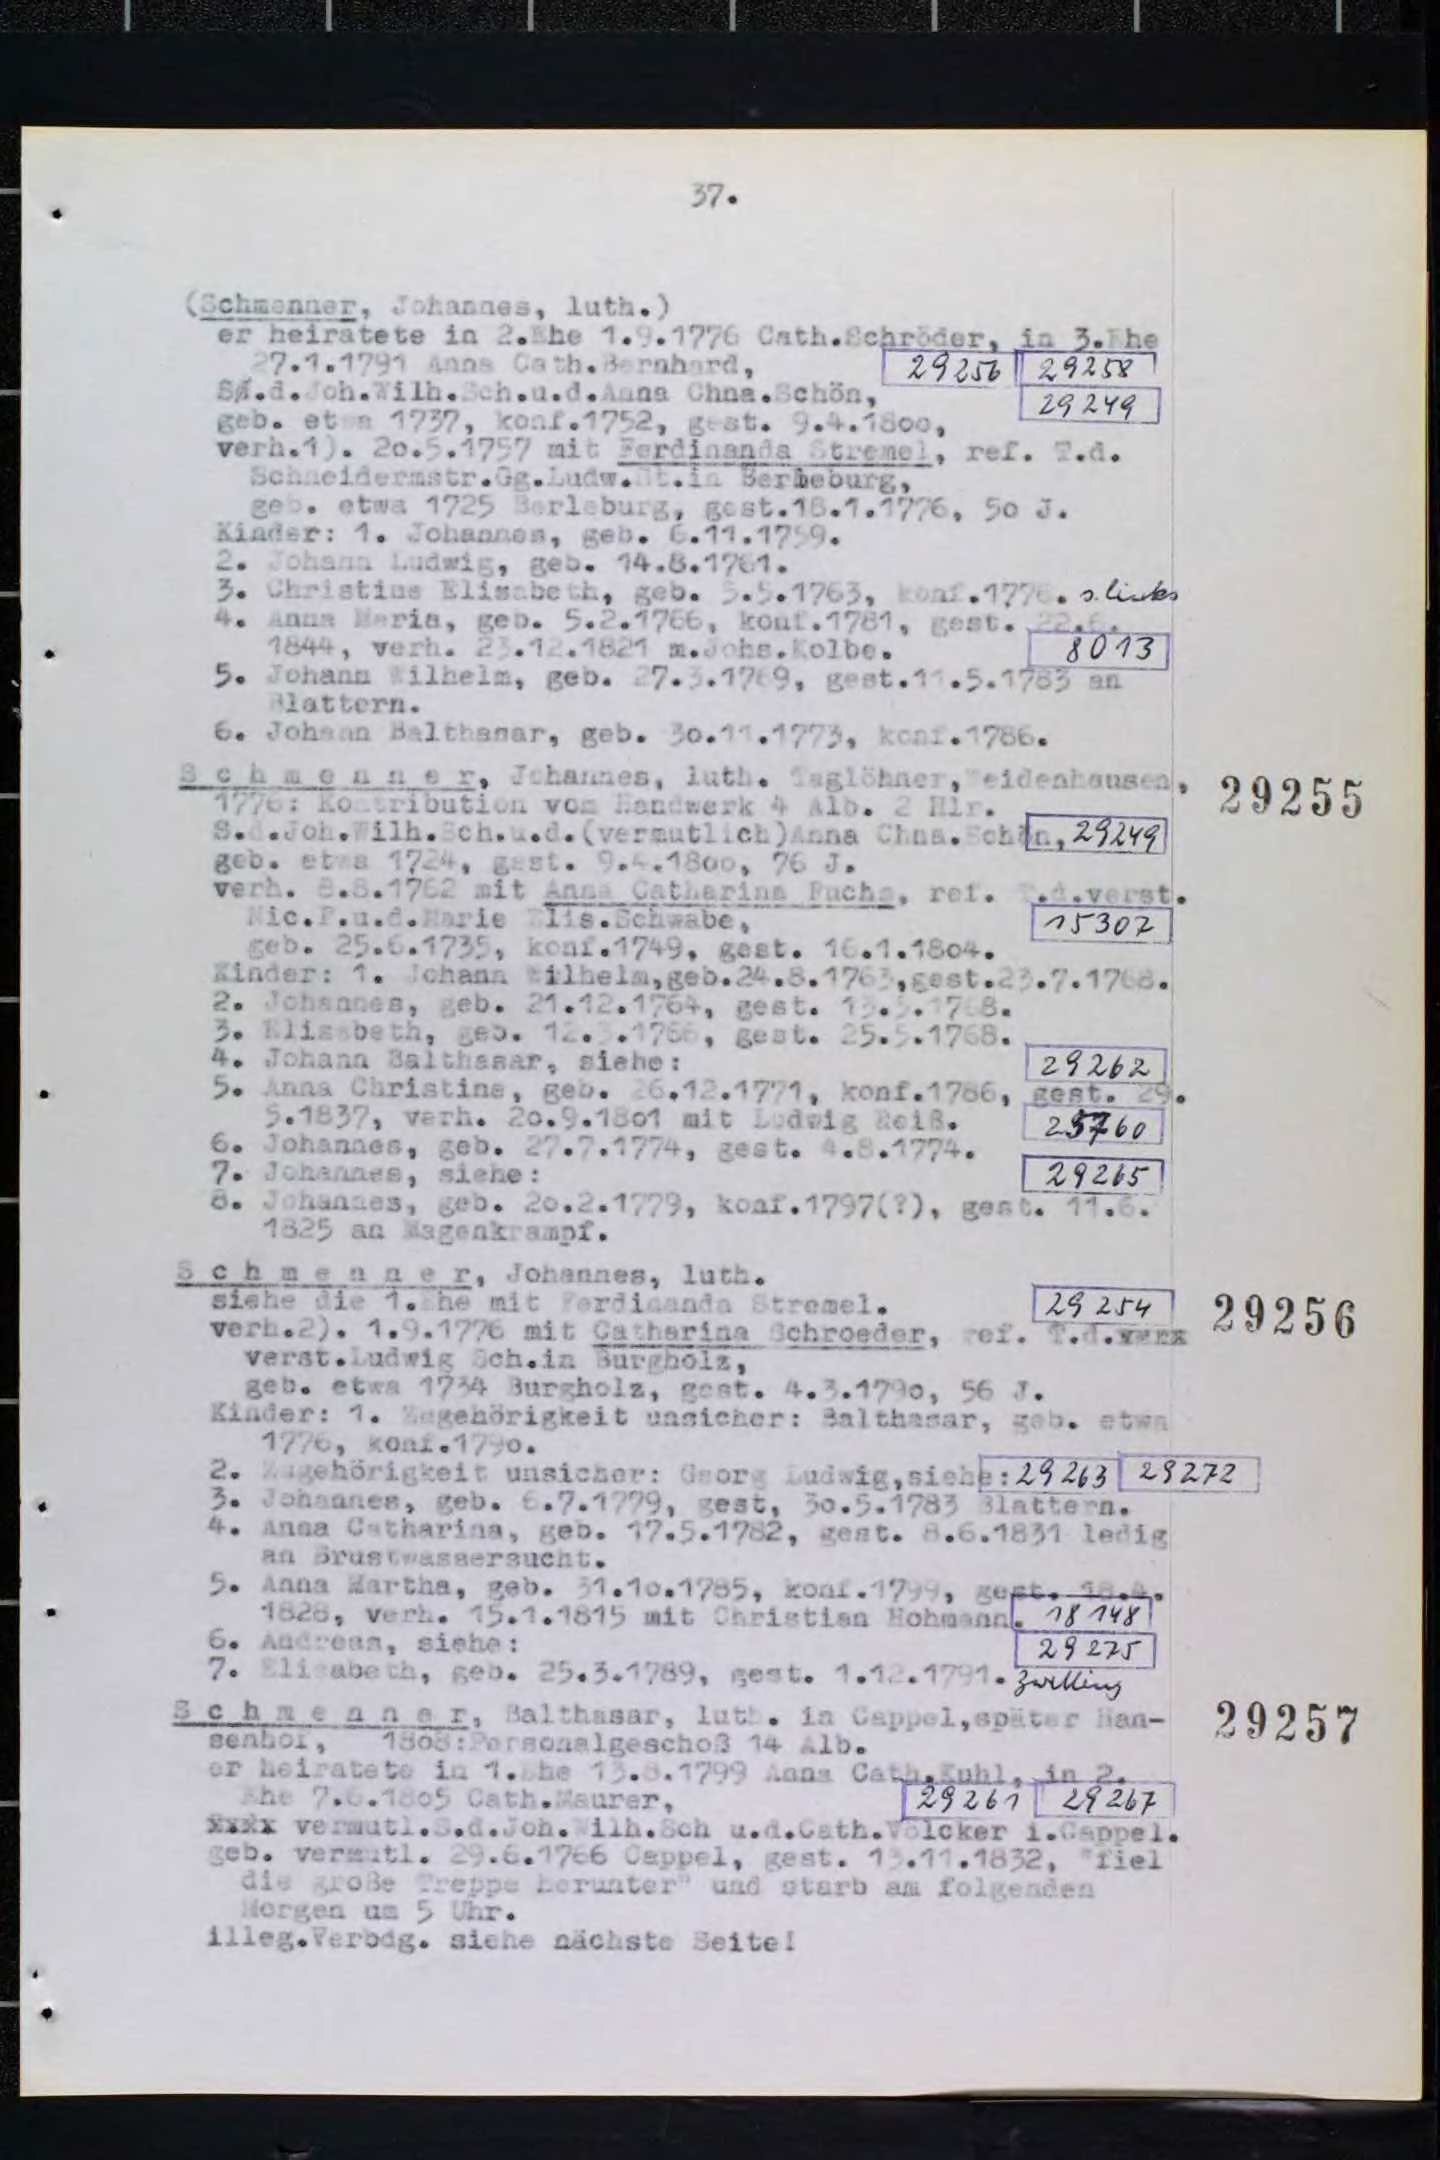 37.
(Schmenner, Johannes, luth.)
er heiratete in 2.Ehe 1.9.1776 Cath.Schröder, in 3.Ehe
27.1.1791 Anna Cath.Bernhard, 29256 29258
S.d.Joh.Wilh.Sch.u.d.Anna Chna.Schön, 29249
geb. etwa 1737, konf.1752, gest. 9.4.1800,
verh.1). 20.5.1757 mit Ferdinanda Stremel, ref. T.d.
Schneidermstr.Gg.Ludw.St.in Berleburg,
geb. etwa 1725 Berleburg, gest.18.1.1776, 50 J.
Kinder: 1. Johannes, geb. 6.11.1759.
2. Johann Ludwig, geb. 14.8.1761.
3. Christine Elisabeth, geb. 5.5.1763, konf.1776. s. links
4. Anna Maria, geb. 5.2.1766, konf.1781, gest. 22.6.
1844, verh. 23.12.1821 m.Johs.Kolbe. 8013
5. Johann Wilhelm, geb. 27.3.1769, gest.11.5.1783 an
Blattern.
6. Johann Balthasar, geb. 30.11.1773, konf.1786.
Schmenner, Johannes, luth. Taglöhner, Weidenhausen, 29255
1776: Kontribution vom Handwerk 4 Alb. 2 Hlr.
S.d.Joh.Wilh.Sch.u.d.(vermutlich)Anna Chna.Schön, 29249
geb. etwa 1724, gest. 9.4.1800, 76 J.
verh. 8.8.1762 mit Anna Catharina Fuchs, ref. T.d.verst.
Nic.F.u.d.Marie Elis.Schwabe, 15307
geb. 25.6.1735, konf.1749, gest. 16.1.1804.
Kinder: 1. Johann Wilhelm,geb.24.8.1763,gest.23.7.1768.
2. Johannes, geb. 21.12.1764, gest. 13.5.1768.
3. Elisabeth, geb. 12.3.1766, gest. 25.5.1768.
4. Johann Balthasar, siehe: 29262
5. Anna Christine, geb. 26.12.1771, konf.1786, gest. 29.
5.1837, verh. 20.9.1801 mit Ludwig Reiß. 25760
6. Johannes, geb. 27.7.1774, gest. 4.8.1774.
7. Johannes, siehe: 29265
8. Johannes, geb. 20.2.1779, konf.1797(?), gest. 11.6.
1825 an Magenkrampf.
Schmenner, Johannes, luth.
siehe die 1.Ehe mit Ferdinanda Stremel. 29254 29256
verh.2). 1.9.1776 mit Catharina Schroeder, ref. T.d.
verst.Ludwig Sch.in Burgholz,
geb. etwa 1734 Burgholz, gest. 4.3.1790, 56 J.
Kinder: 1. Zugehörigkeit unsicher: Balthasar, geb. etwa
1776, konf.1790.
2. Zugehörigkeit unsicher: Georg Ludwig,siehe: 29263 29272
3. Johannes, geb. 6.7.1779, gest, 30.5.1783 Blattern.
4. Anna Catharina, geb. 17.5.1782, gest. 8.6.1831 ledig
an Brustwassersucht.
5. Anna Martha, geb. 31.10.1785, konf.1799, gest. 18.4.
1828, verh. 15.1.1815 mit Christian Hohmann. 18148
6. Andreas, siehe: 29275
7. Elisabeth, geb. 25.3.1789, gest. 1.12.1791. Zwilling
Schmenner, Balthasar, luth. in Cappel,später Han- 29257
senhof, 1808:Personalgeschoß 14 Alb.
er heiratete in 1.Ehe 13.8.1799 Anna Cath.Kuhl, in 2.
Ehe 7.6.1805 Cath.Maurer, 29261 29267
xxxx vermutl.S.d.Joh.Wilh.Sch u.d.Cath.Völcker i.Cappel.
geb. vermutl. 29.6.1766 Cappel, gest. 13.11.1832, "fiel
die große Treppe herunter" und starb am folgenden
Morgen um 5 Uhr.
illeg.Verbdg. siehe nächste Seite!